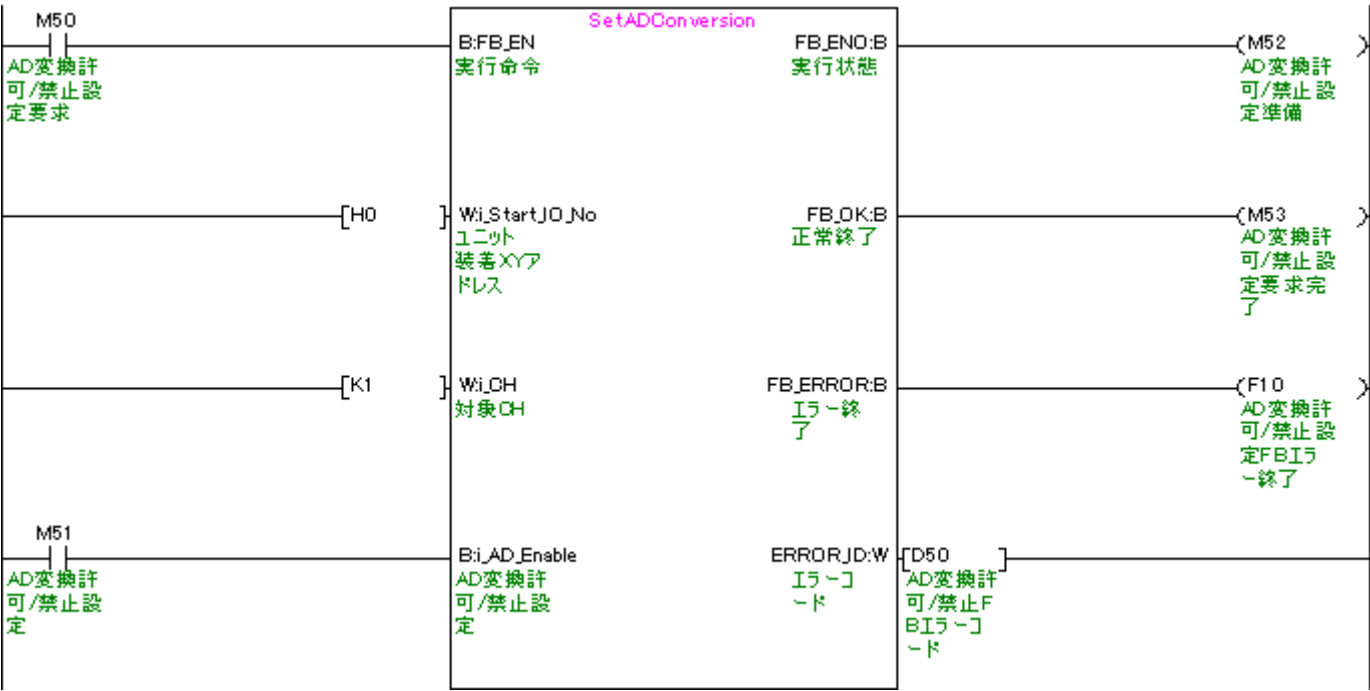 M50
SetADConversion
B:FB_EN
FB_ENO:B
(M52 )
AD変換許
可/禁止設
定要求
実行命令
実行状態
AD変換許
可/禁止設
定準備
[H0 ]
W:i_Start_IO_No
FB_OK:B
(M53 )
ユニット
装着XYア
ドレス
正常終了
AD変換許
可/禁止設
定要求完
了
[K1 ]
W:i_CH
FB_ERROR:B
(F10 )
対象CH
エラー終
了
AD変換許
可/禁止設
定FBエラ
ー終了
M51
B:i_AD_Enable
ERROR_ID:W
[D50 ]
AD変換許
可/禁止設
定
AD変換許
可/禁止設
定
エラーコ
ード
AD変換許
可/禁止F
Bエラーコ
ード